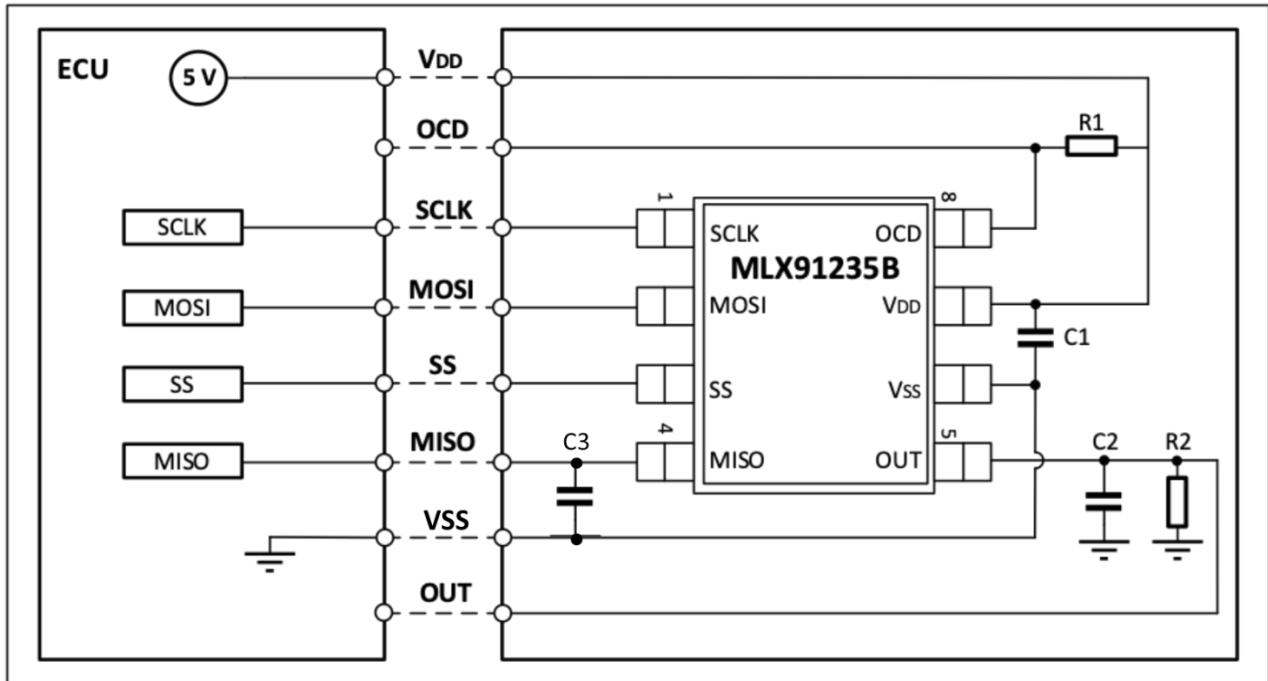 VDD
ECU
5 V
OCD
R1
SCLK
1
8
SCLK
SCLK
OCD
MLX91235B
MOSI
MOSI
MOSI
VDD
C1
SS
SS
SS
VSS
MISO
C3
4
5
C2
R2
MISO
MISO
OUT
VSS
OUT